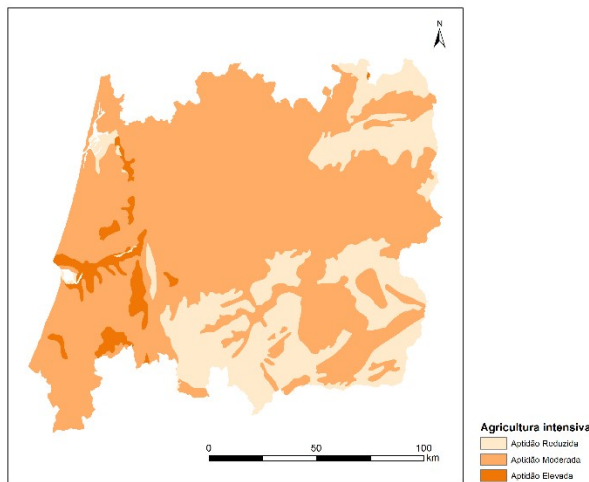 N
0 50 100
km
Agricultura intensiva
Aptidão Reduzida
Aptidão Moderada
Aptidão Elevada